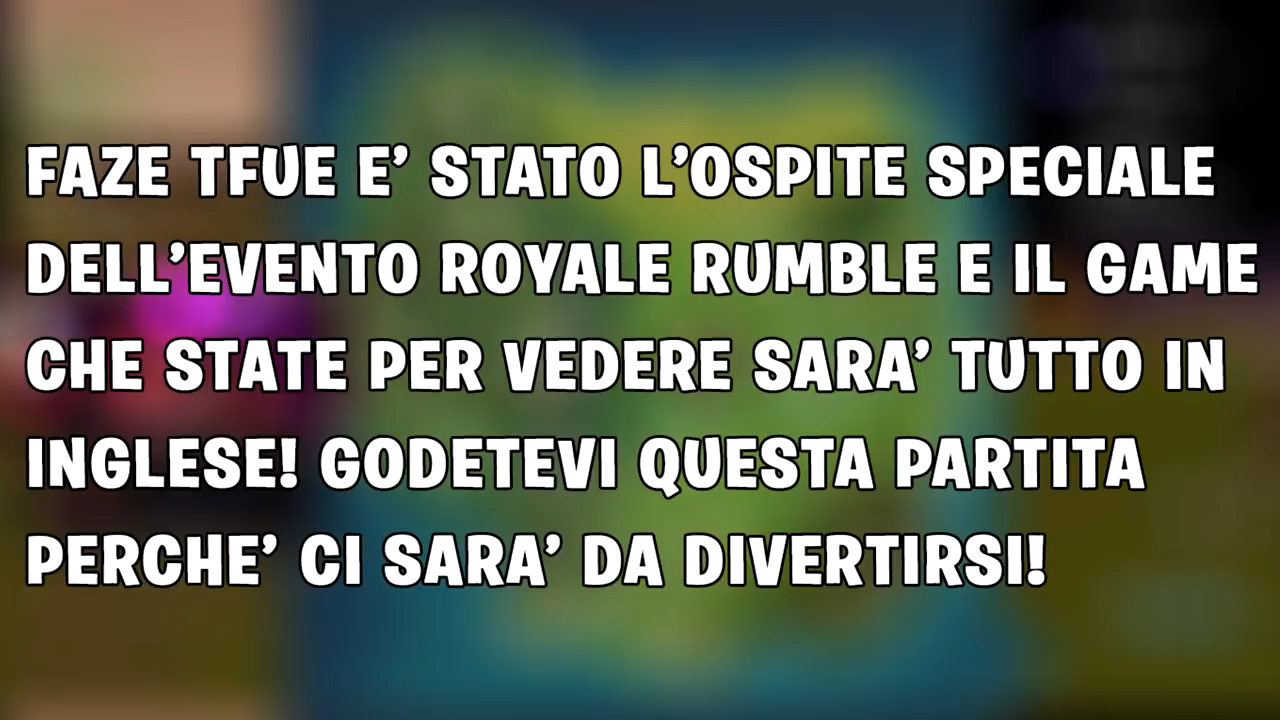 FAZE TFUE E’ STATO L’OSPITE SPECIALE
DELL’EVENTO ROYALE RUMBLE E IL GAME
CHE STATE PER VEDERE SARA’ TUTTO IN
INGLESE! GODETEVI QUESTA PARTITA
PERCHE’ CI SARA’ DA DIVERTIRSI!